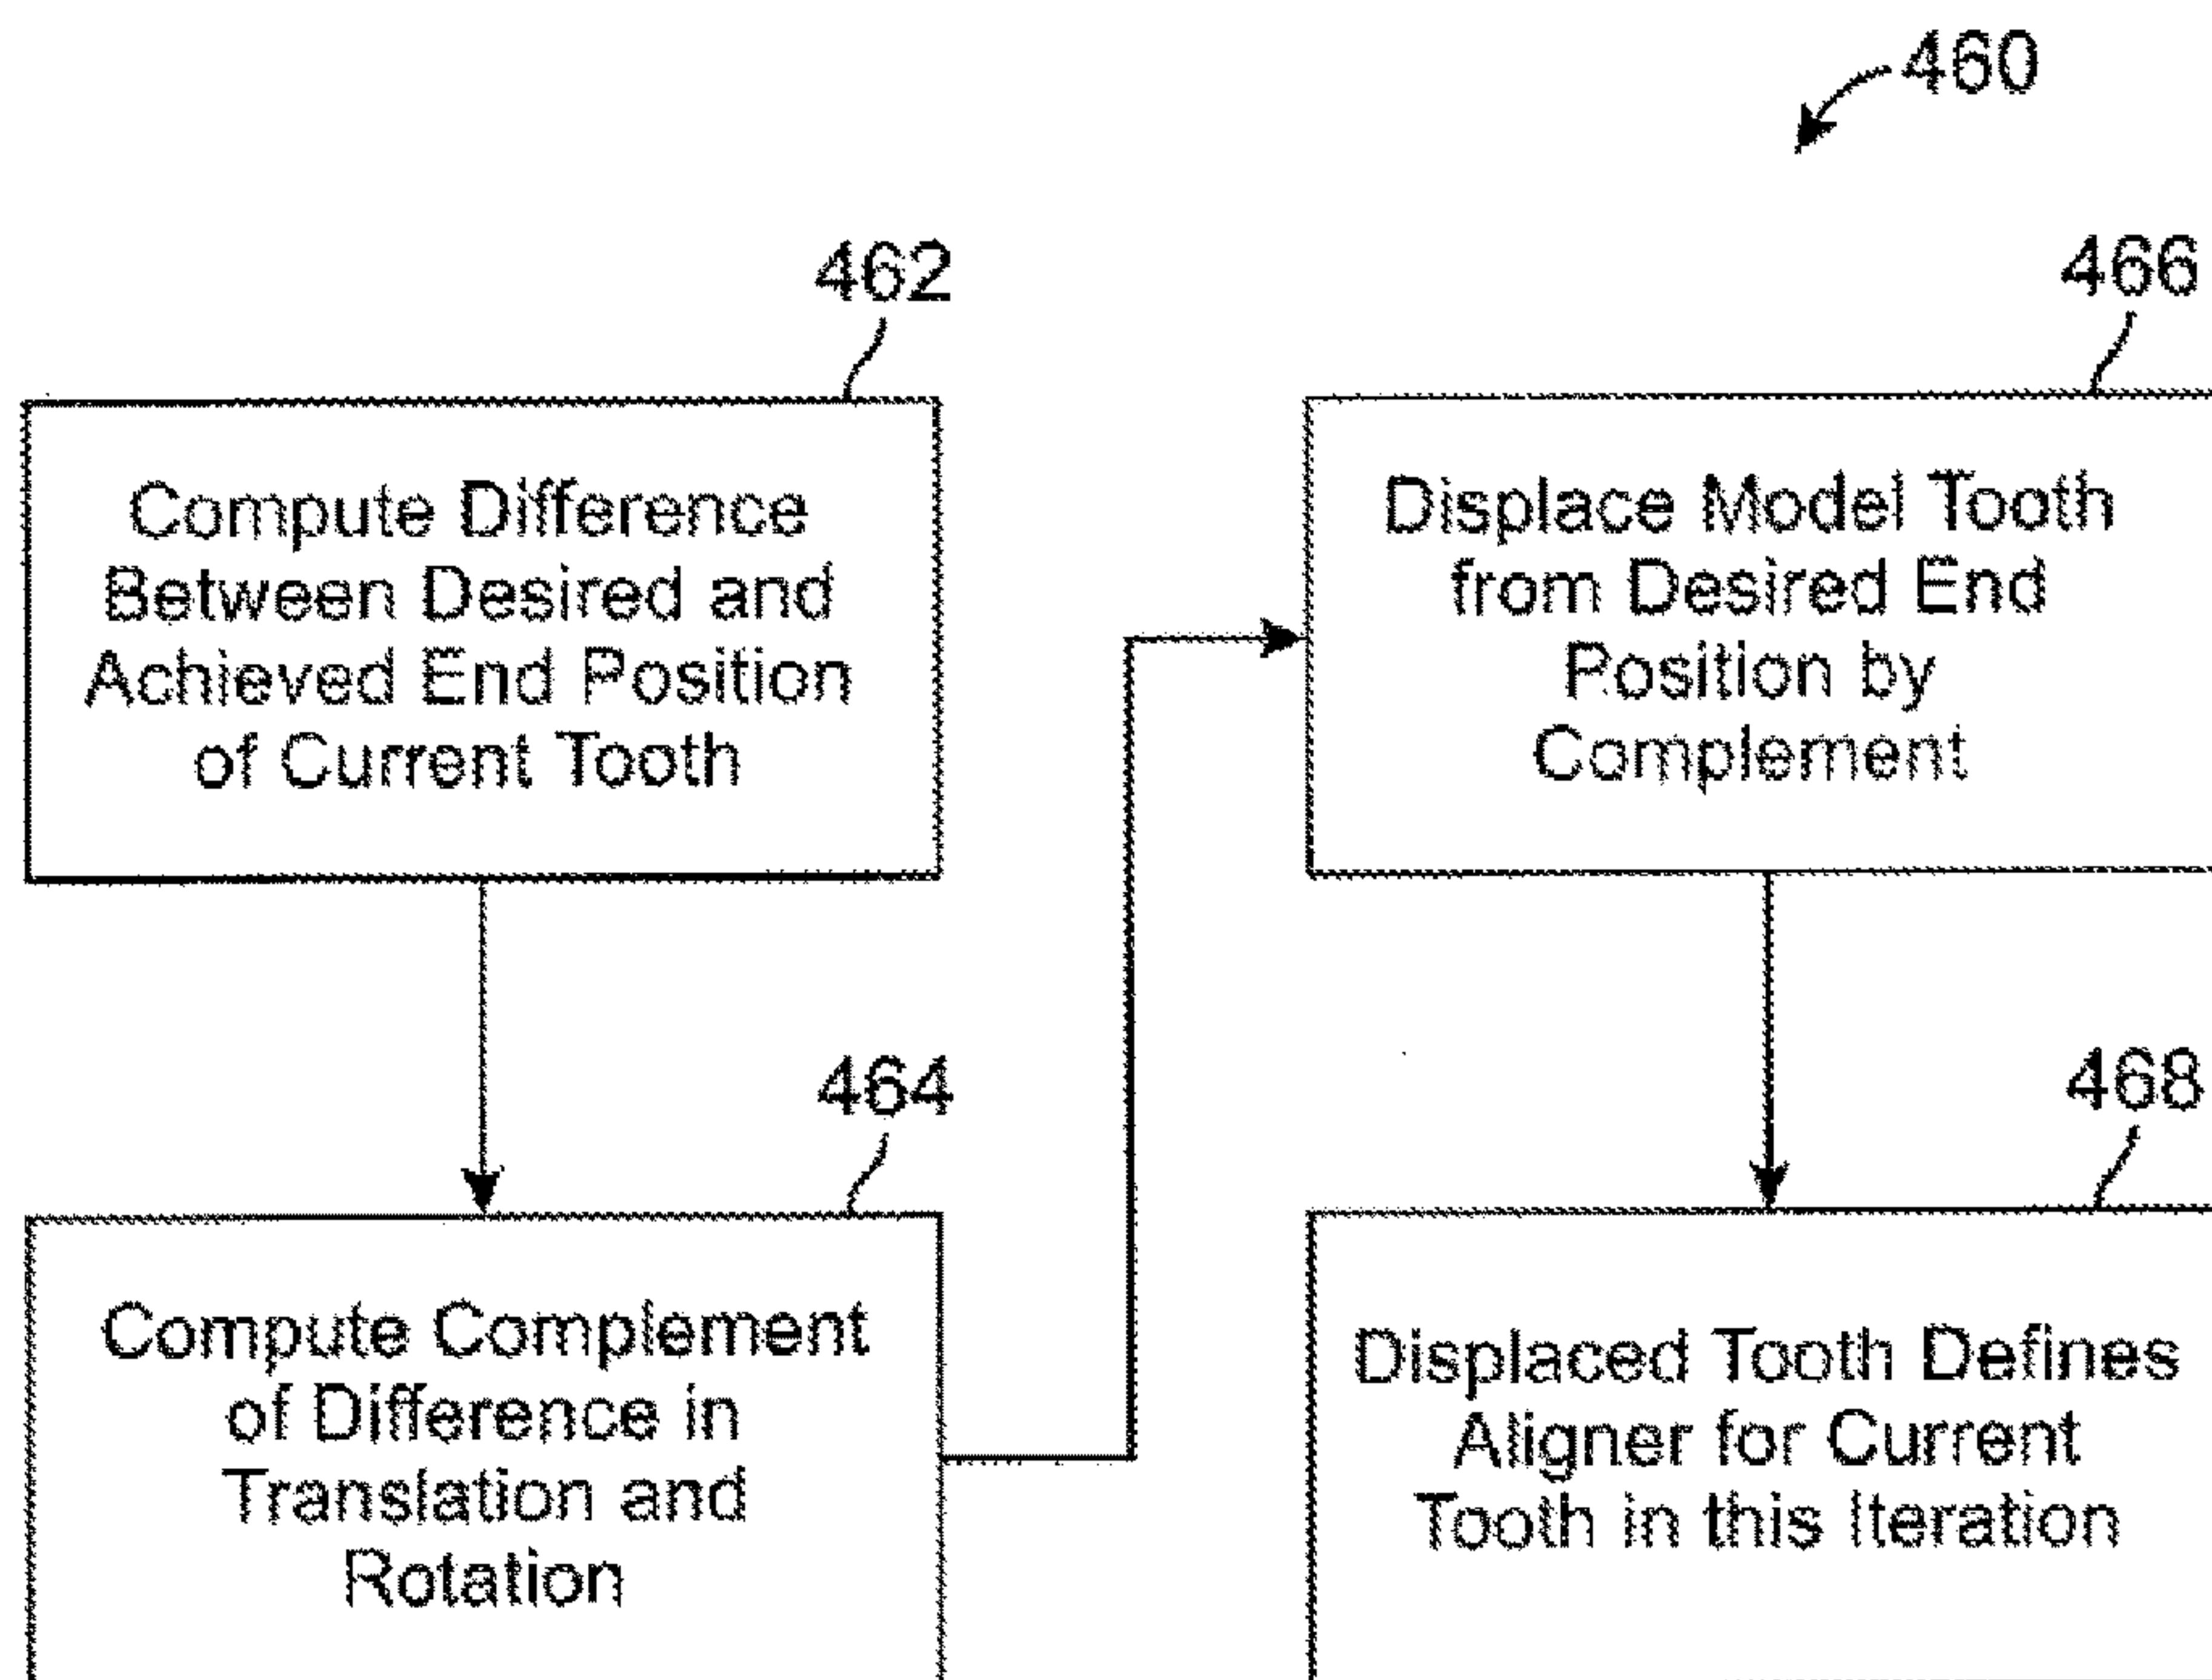 460
462
Compute Difference
Between Desired and
Achieved End Position
of Current Tooth
464
Compute Complement
of Difference in
Translation and
Rotation
466
Displace Model Tooth
from Desired End
Position by
Complement
468
Displaced Tooth Defines
Aligner for Current
Tooth in this Iteration